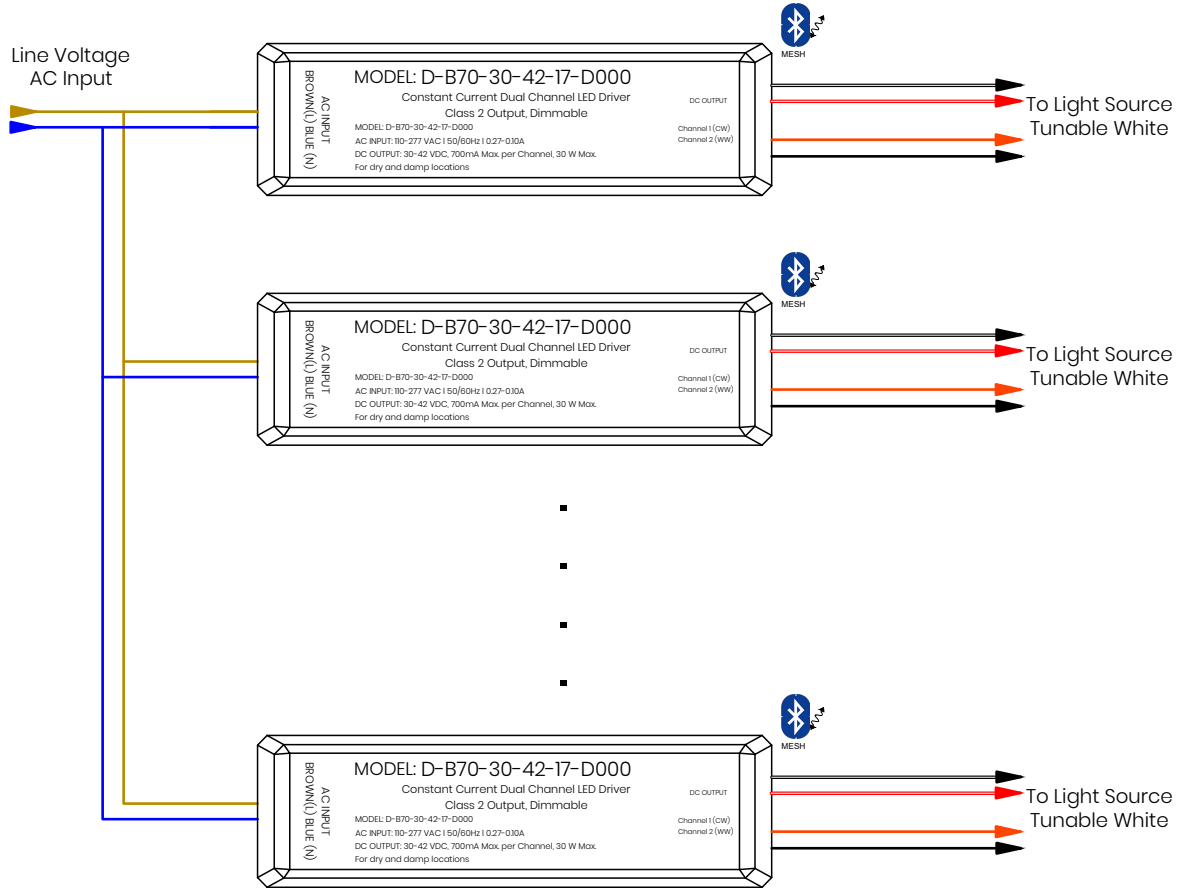 MESH
Line Voltage
AC Input
AC INPUT
BROWN(L) BLUE (N)
MODEL: D-B70-30-42-17-D000
Constant Current Dual Channel LED Driver
Class 2 Output, Dimmable
MODEL: D-B70-30-42-17-D000
AC INPUT: 110-277 VAC | 50/60Hz | 0.27-0.10A
DC OUTPUT: 30-42 VDC, 700mA Max. per Channel, 30 W Max.
For dry and damp locations
DC OUTPUT
Channel 1 (CW)
Channel 2 (WW)
To Light Source
Tunable White
MESH
AC INPUT
BROWN(L) BLUE (N)
MODEL: D-B70-30-42-17-D000
Constant Current Dual Channel LED Driver
Class 2 Output, Dimmable
MODEL: D-B70-30-42-17-D000
AC INPUT: 110-277 VAC | 50/60Hz | 0.27-0.10A
DC OUTPUT: 30-42 VDC, 700mA Max. per Channel, 30 W Max.
For dry and damp locations
DC OUTPUT
Channel 1 (CW)
Channel 2 (WW)
To Light Source
Tunable White
MESH
AC INPUT
BROWN(L) BLUE (N)
MODEL: D-B70-30-42-17-D000
Constant Current Dual Channel LED Driver
Class 2 Output, Dimmable
MODEL: D-B70-30-42-17-D000
AC INPUT: 110-277 VAC | 50/60Hz | 0.27-0.10A
DC OUTPUT: 30-42 VDC, 700mA Max. per Channel, 30 W Max.
For dry and damp locations
DC OUTPUT
Channel 1 (CW)
Channel 2 (WW)
To Light Source
Tunable White